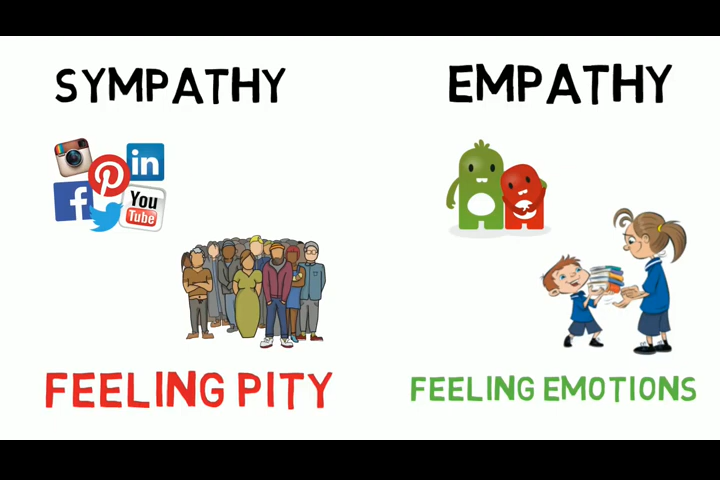 SYMPATHY
EMPATHY
in
f
You
Tube
FEELING PITY
FEELING EMOTIONS